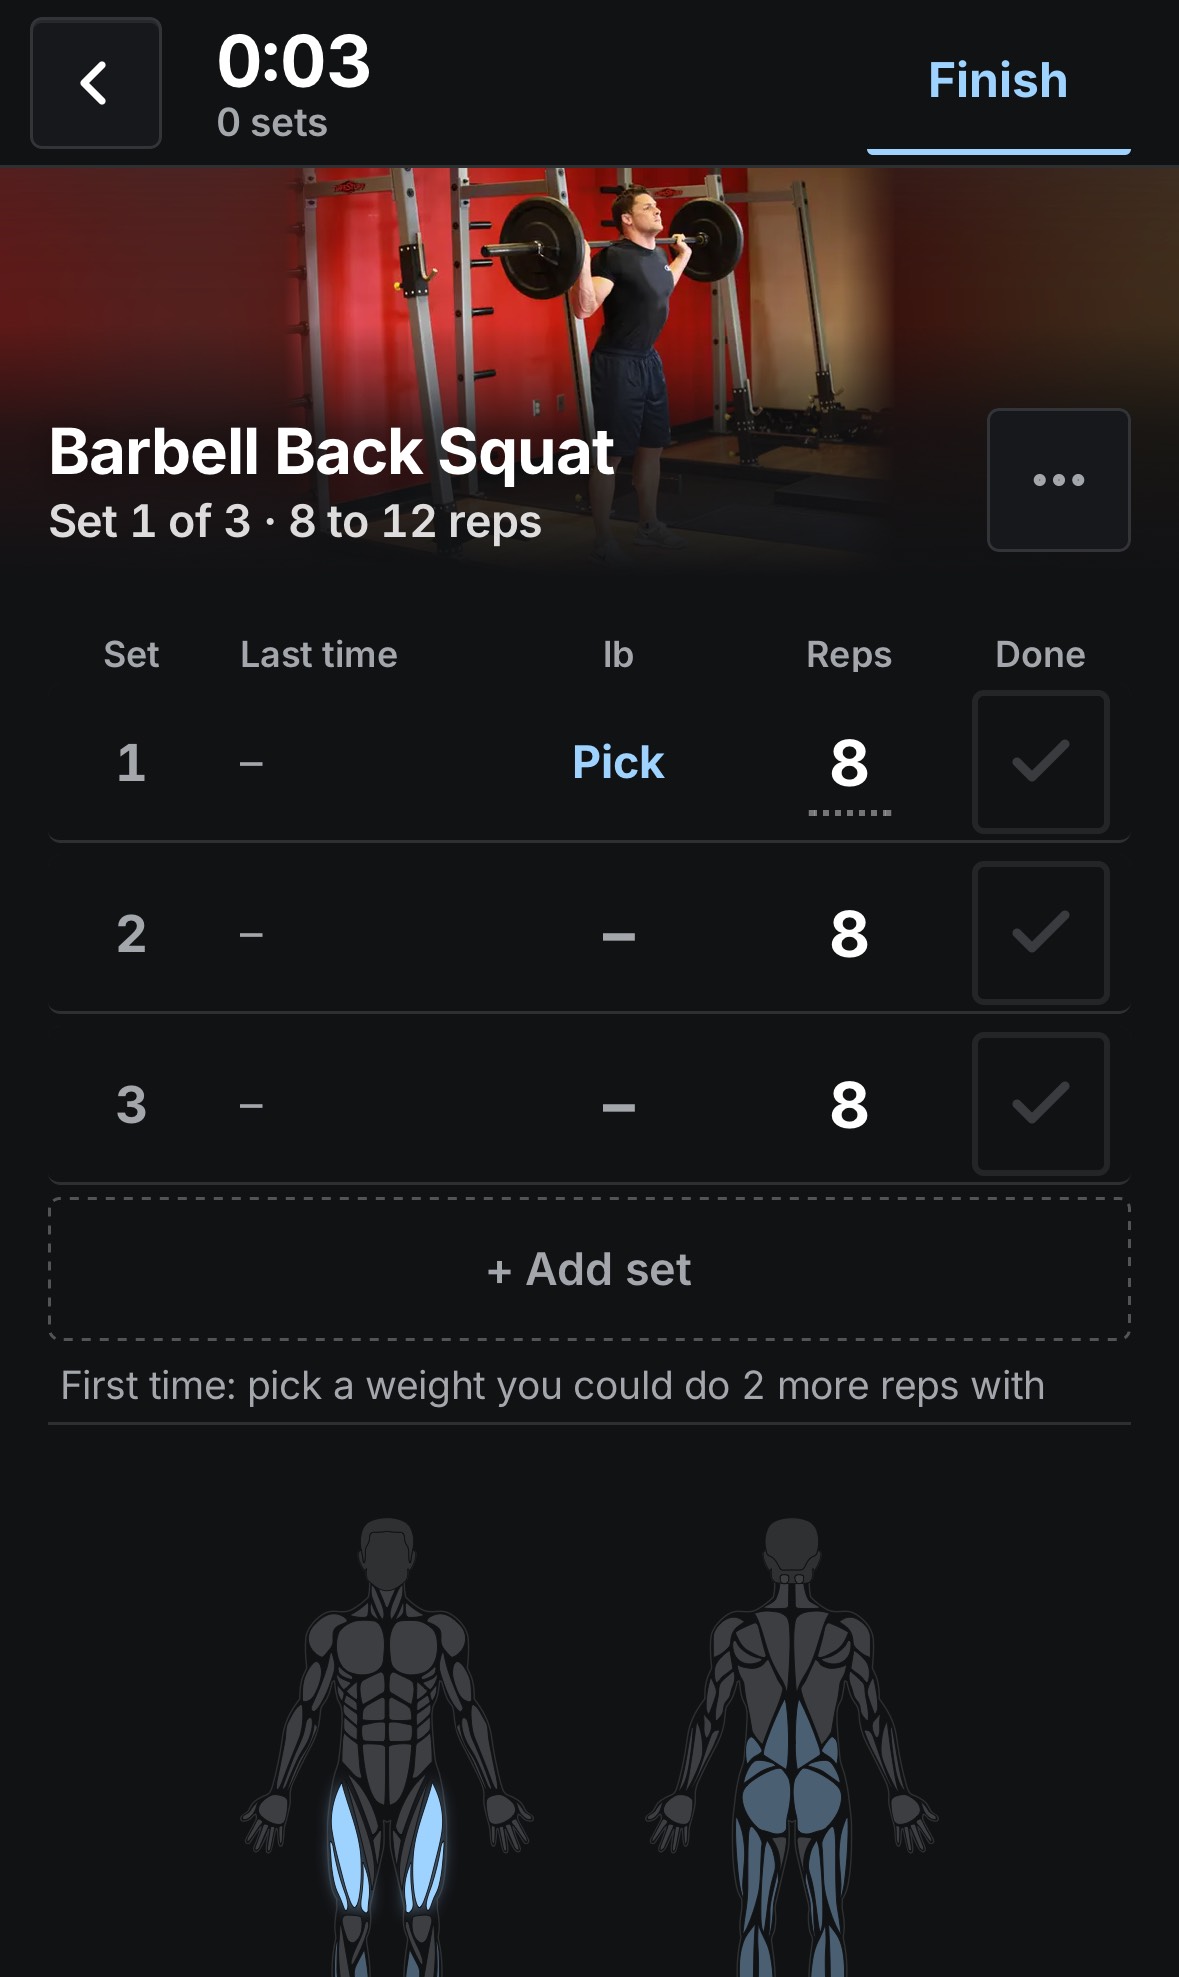 0:03
0 sets
Finish
Barbell Back Squat
Set 1 of 3 · 8 to 12 reps
Set Last time lb Reps Done
1 – Pick 8
2 – – 8
3 – – 8
+ Add set
First time: pick a weight you could do 2 more reps with